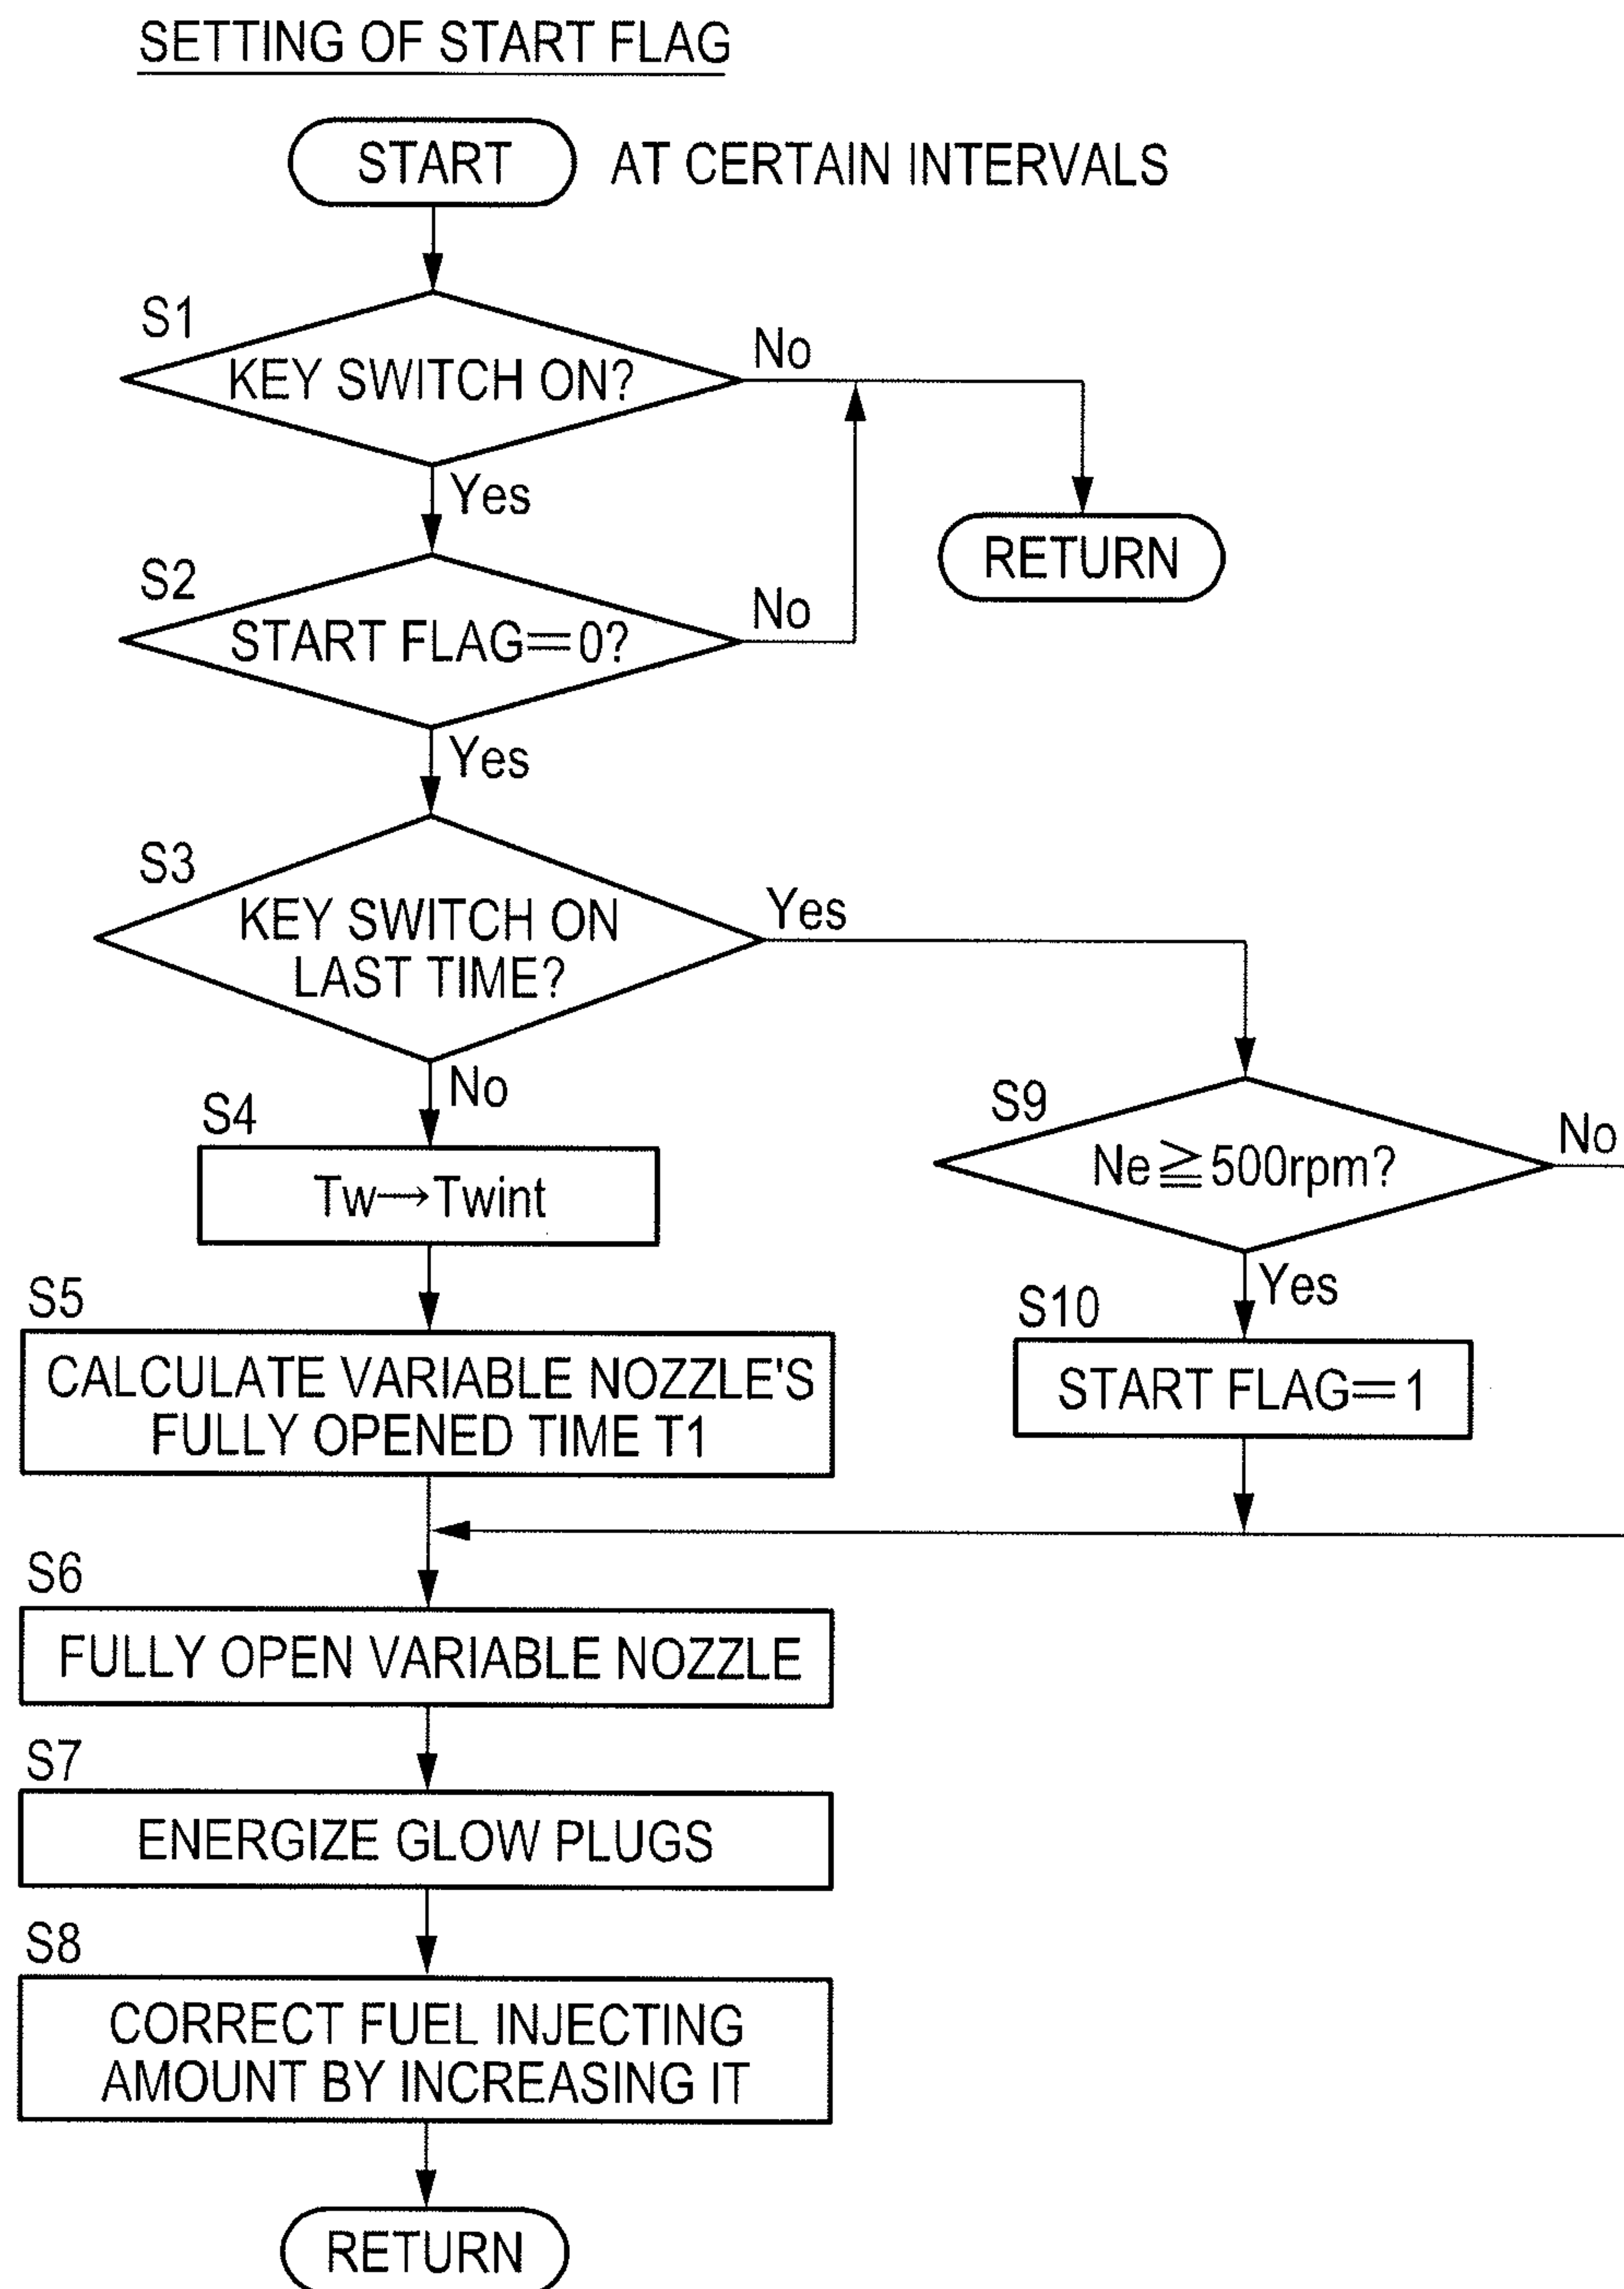 SETTING OF START FLAG
START
AT CERTAIN INTERVALS
S1
KEY SWITCH ON?
No
Yes
RETURN
S2
START FLAG=0?
No
Yes
S3
KEY SWITCH ON
LAST TIME?
Yes
No
S4
Tw→Twint
S9
Ne≧500rpm?
No
Yes
S5
CALCULATE VARIABLE NOZZLE'S
FULLY OPENED TIME T1
S10
START FLAG=1
S6
FULLY OPEN VARIABLE NOZZLE
S7
ENERGIZE GLOW PLUGS
S8
CORRECT FUEL INJECTING
AMOUNT BY INCREASING IT
RETURN